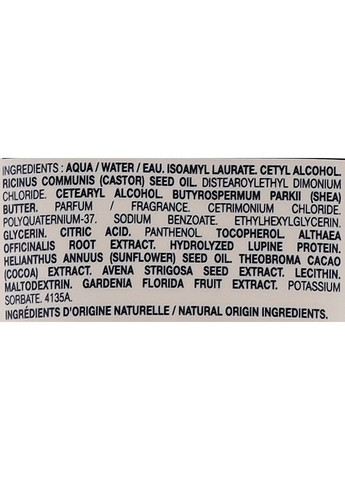 INGREDIENTS : AQUA / WATER / EAU. ISOAMYL LAURATE. CETYL ALCOHOL.
RICINUS COMMUNIS (CASTOR) SEED OIL. DISTEAROYLETHYL DIMONIUM
CHLORIDE. CETEARYL ALCOHOL. BUTYROSPERMUM PARKII (SHEA)
BUTTER. PARFUM / FRAGRANCE. CETRIMONIUM CHLORIDE.
POLYQUATERNIUM-37. SODIUM BENZOATE. ETHYLHEXYLGLYCERIN.
GLYCERIN. CITRIC ACID. PANTHENOL. TOCOPHEROL. ALTHAEA
OFFICINALIS ROOT EXTRACT. HYDROLYZED LUPINE PROTEIN.
HELIANTHUS ANNUUS (SUNFLOWER) SEED OIL. THEOBROMA CACAO
(COCOA) EXTRACT. AVENA STRIGOSA SEED EXTRACT. LECITHIN.
MALTODEXTRIN. GARDENIA FLORIDA FRUIT EXTRACT. POTASSIUM
SORBATE. 4135A.
INGRÉDIENTS D'ORIGINE NATURELLE / NATURAL ORIGIN INGREDIENTS.